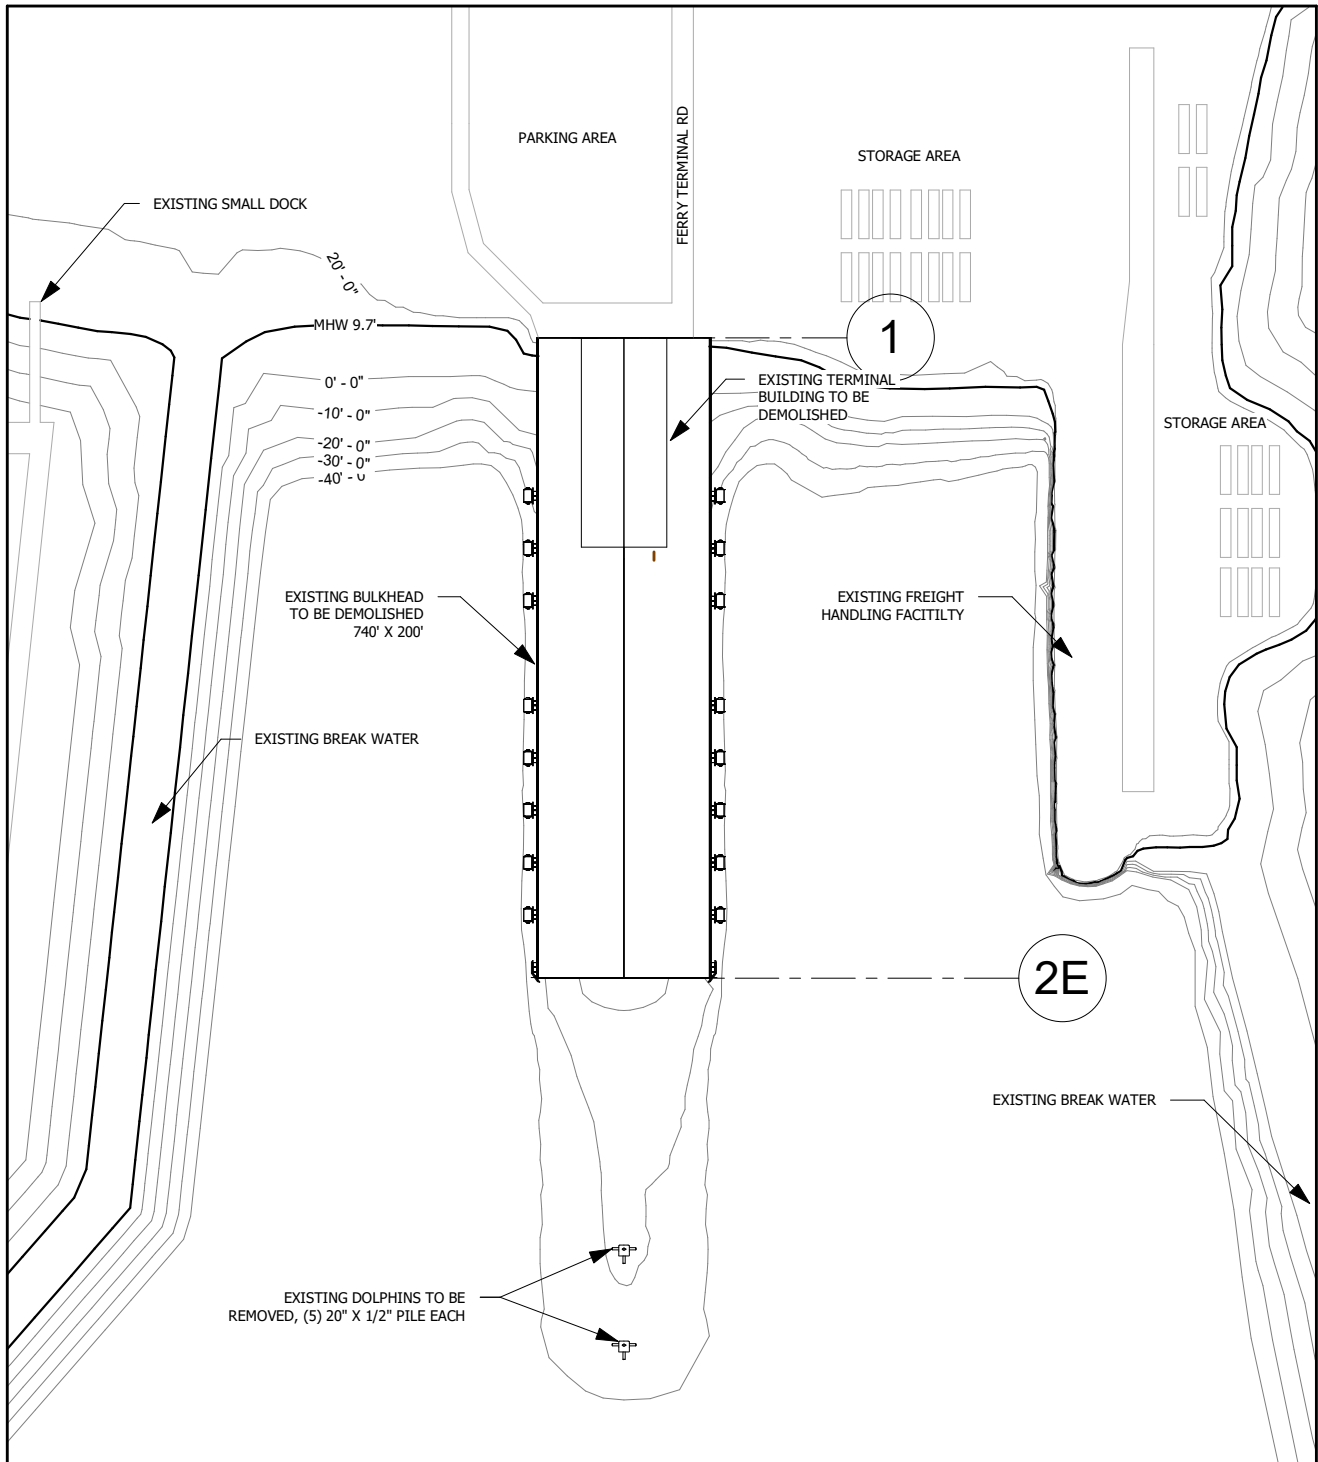 PARKING AREA
FERRY TERMINAL RD
STORAGE AREA
EXISTING SMALL DOCK
20' - 0"
MHW 9.7'
1
0' - 0"
-10' - 0"
-20' - 0"
-30' - 0"
-40' - 0
EXISTING TERMINAL
BUILDING TO BE
DEMOLISHED
STORAGE AREA
EXISTING BULKHEAD
TO BE DEMOLISHED
740' X 200'
EXISTING FREIGHT
HANDLING FACITILTY
EXISTING BREAK WATER
2E
EXISTING BREAK WATER
EXISTING DOLPHINS TO BE
REMOVED, (5) 20" X 1/2" PILE EACH